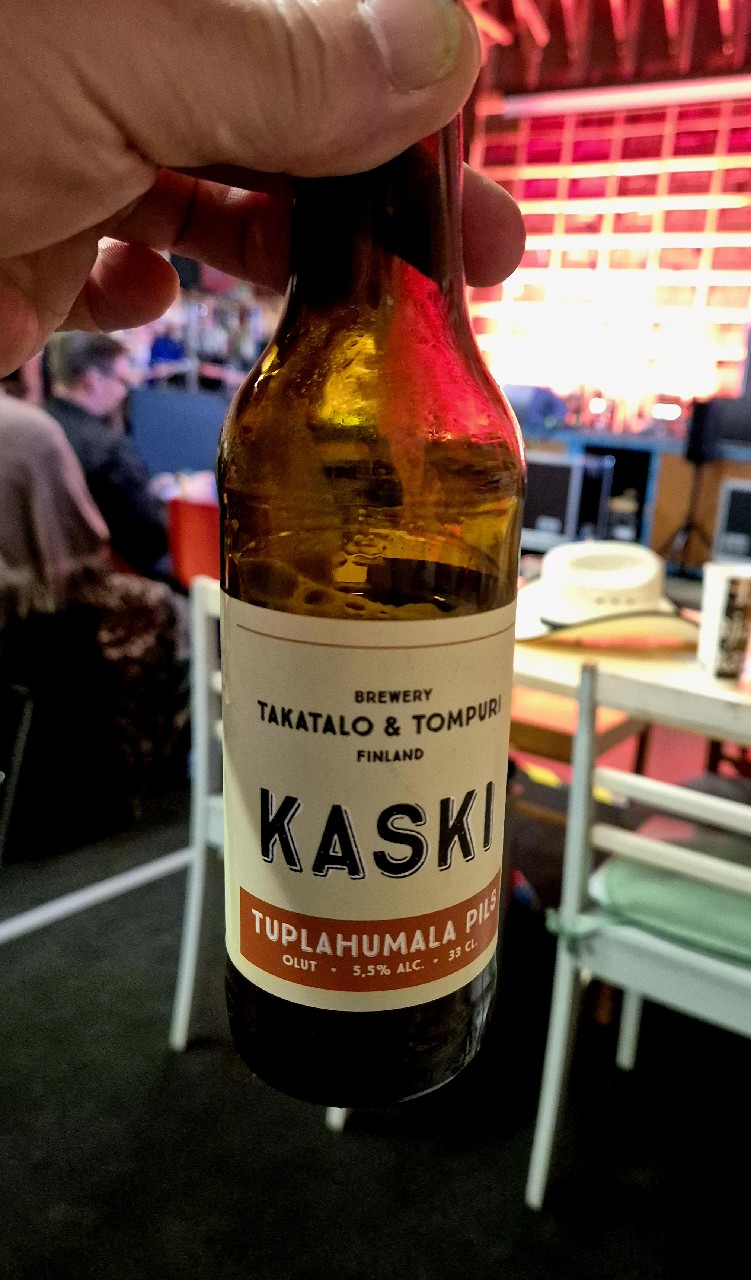 BREWERY
TAKATALO & TOMPURI
FINLAND
KASKI
TUPLAHUMALA PILS
OLUT • 5,5% ALC. • 33 CL.